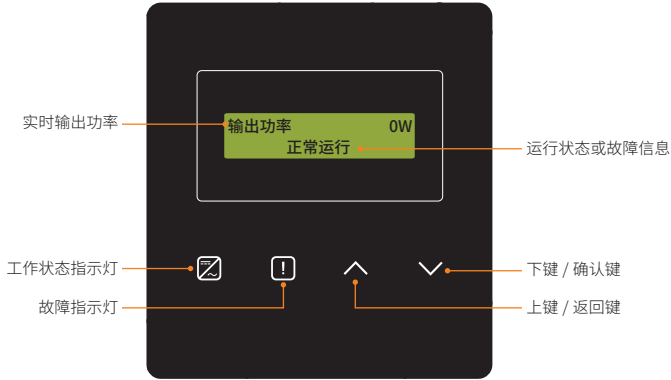 实时输出功率
输出功率 0W
正常运行
运行状态或故障信息
工作状态指示灯
下键 / 确认键
故障指示灯
上键 / 返回键